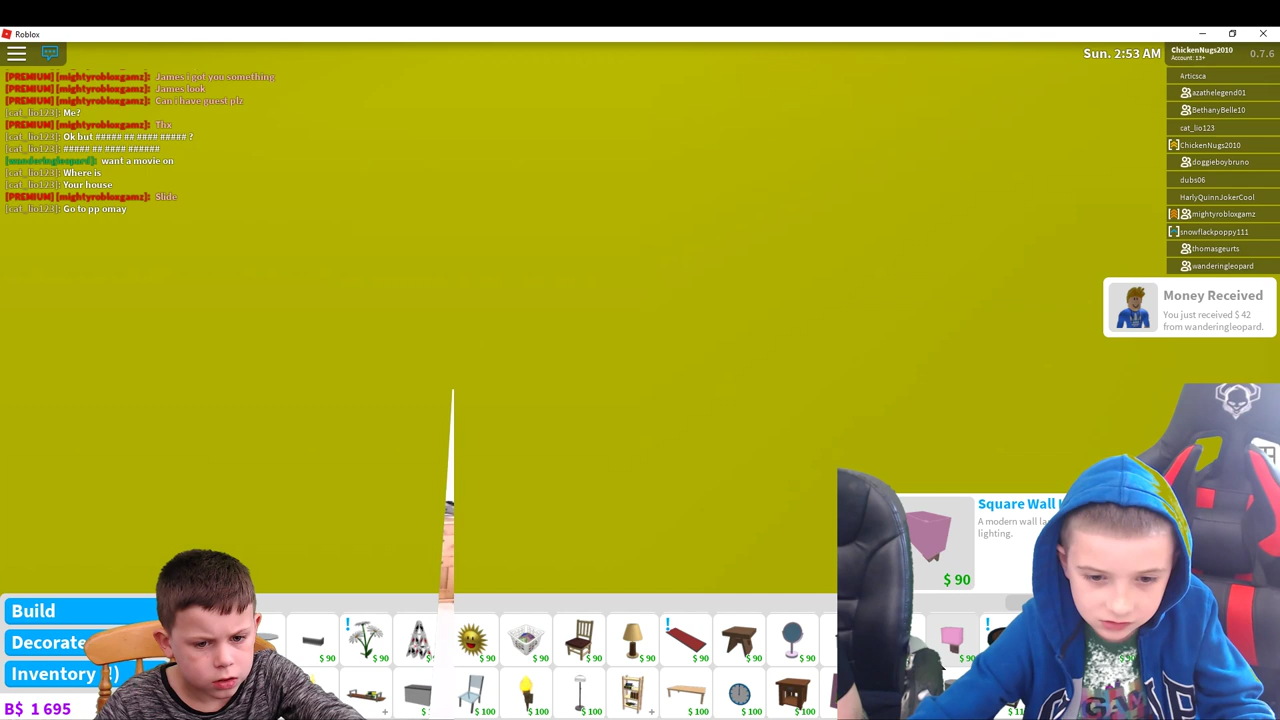 Roblox
Sun. 2:53 AM
ChickenNugs2010
Account: 13+
0.7.6
[PREMIUM] [mightyrobloxgamz]: James i got you something
[PREMIUM] [mightyrobloxgamz]: James look
[PREMIUM] [mightyrobloxgamz]: Can i have guest plz
[cat_lio123]: Me?
[PREMIUM] [mightyrobloxgamz]: Thx
[cat_lio123]: Ok but ##### ## #### ##### ?
[cat_lio123]: ##### ## #### ######
[wanderingleopard]: want a movie on
[cat_lio123]: Where is
[cat_lio123]: Your house
[PREMIUM] [mightyrobloxgamz]: Slide
[cat_lio123]: Go to pp omay
Articsca
azathelegend01
BethanyBelle10
cat_lio123
ChickenNugs2010
doggieboybruno
dubs06
HarlyQuinnJokerCool
mightyrobloxgamz
snowflackpoppy111
thomasgeurts
wanderingleopard
Money Received
You just received $ 42
from wanderingleopard.
Square Wall
A modern wall
lighting.
$ 90
Build
Decorate
Inventory
B$ 1 695
! !  !
$ 90 $ 90 $ 90 $ 90 $ 90 $ 90 $ 90 $ 90 $ 90 $ 90
$ 100 $ 100 $ 100 $ 100 $ 100 $ 100